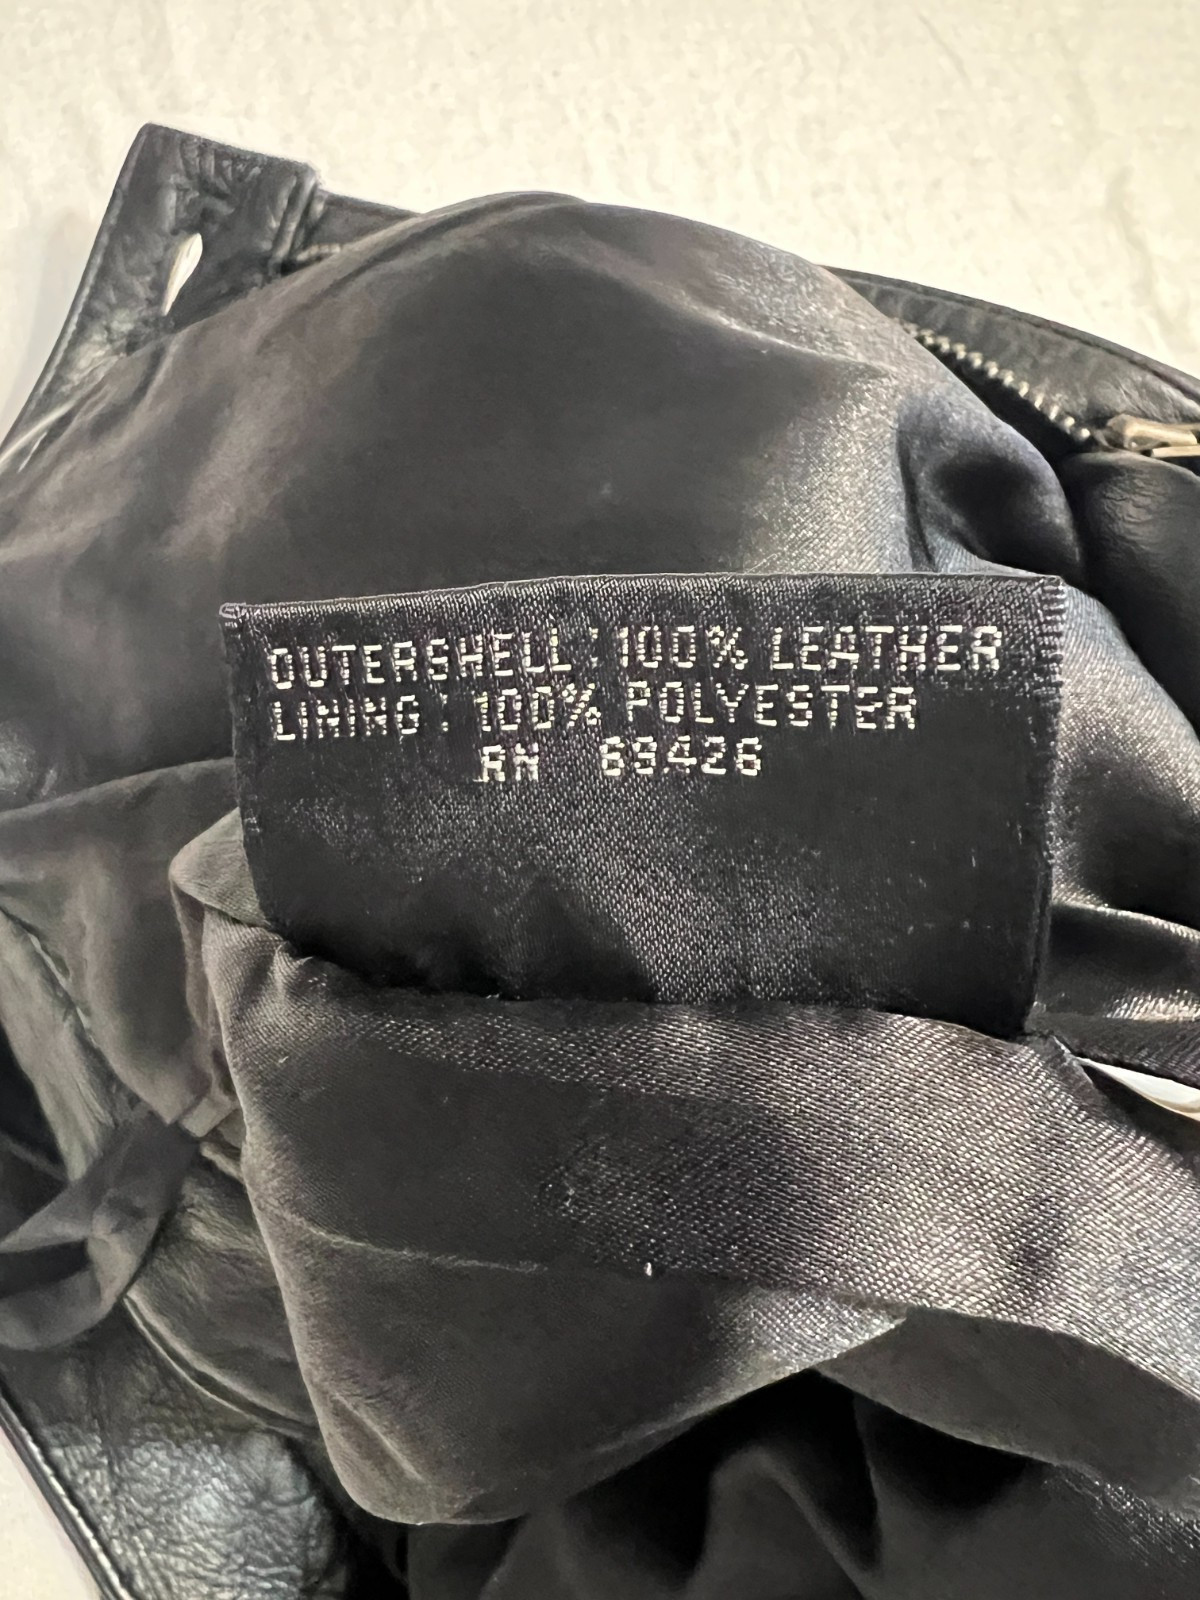 OUTERSHELL : 100% LEATHER
LINING : 100% POLYESTER
RN 69426